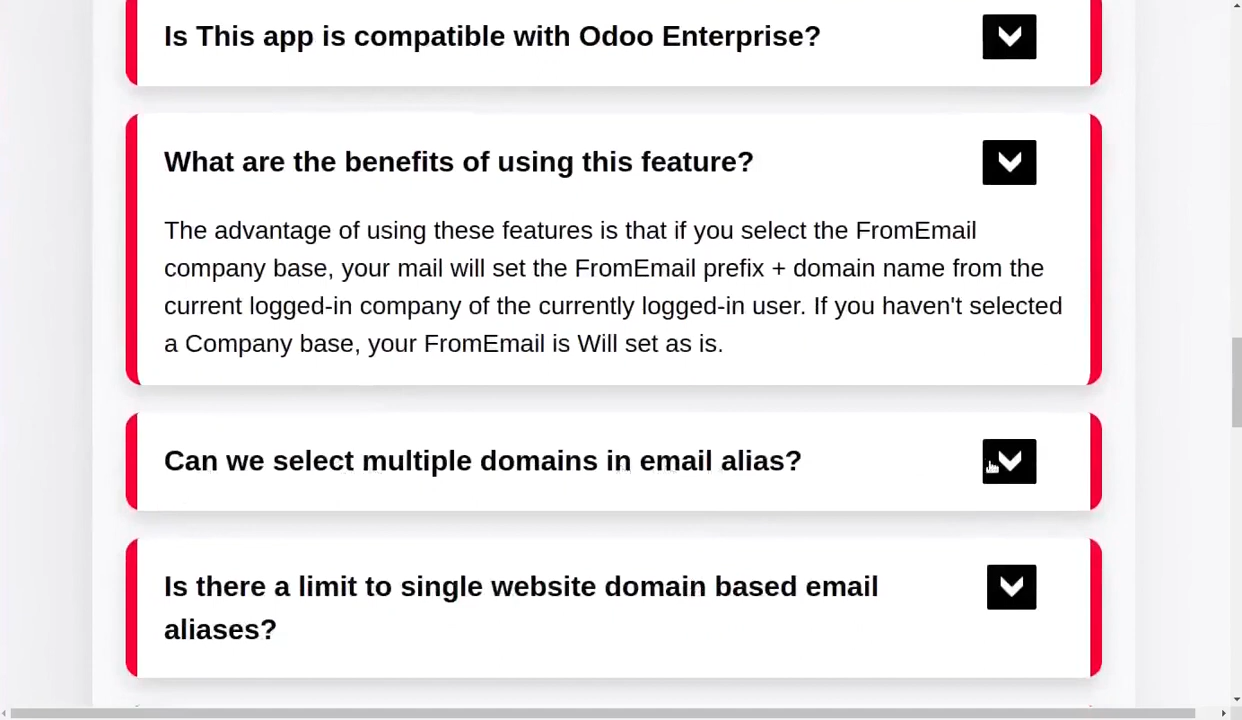 Is This app is compatible with Odoo Enterprise?
What are the benefits of using this feature?
The advantage of using these features is that if you select the FromEmail
company base, your mail will set the FromEmail prefix + domain name from the
current logged-in company of the currently logged-in user. If you haven't selected
a Company base, your FromEmail is Will set as is.
Can we select multiple domains in email alias?
Is there a limit to single website domain based email
aliases?